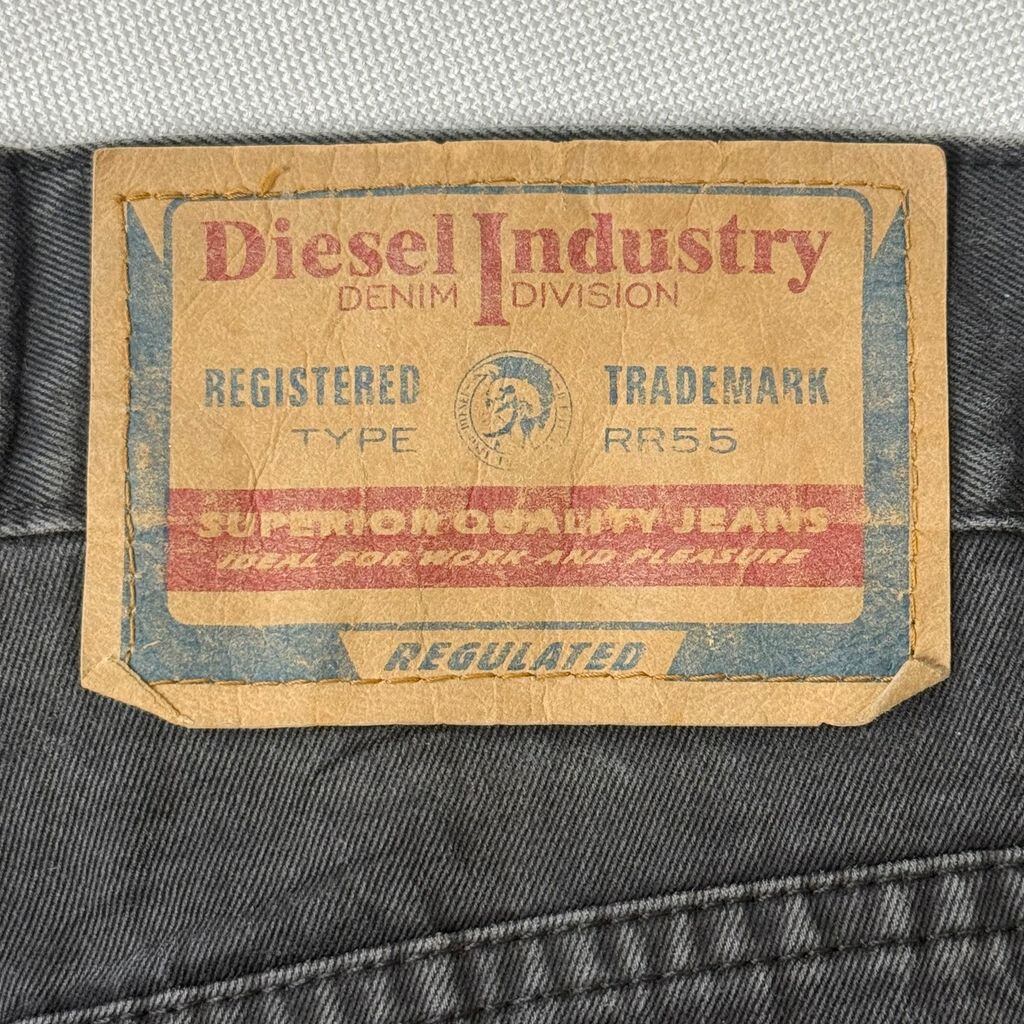 Diesel Industry
DENIM DIVISION
REGISTERED TRADEMARK
TYPE RR55
SUPERIOR QUALITY JEANS
IDEAL FOR WORK AND PLEASURE
REGULATED